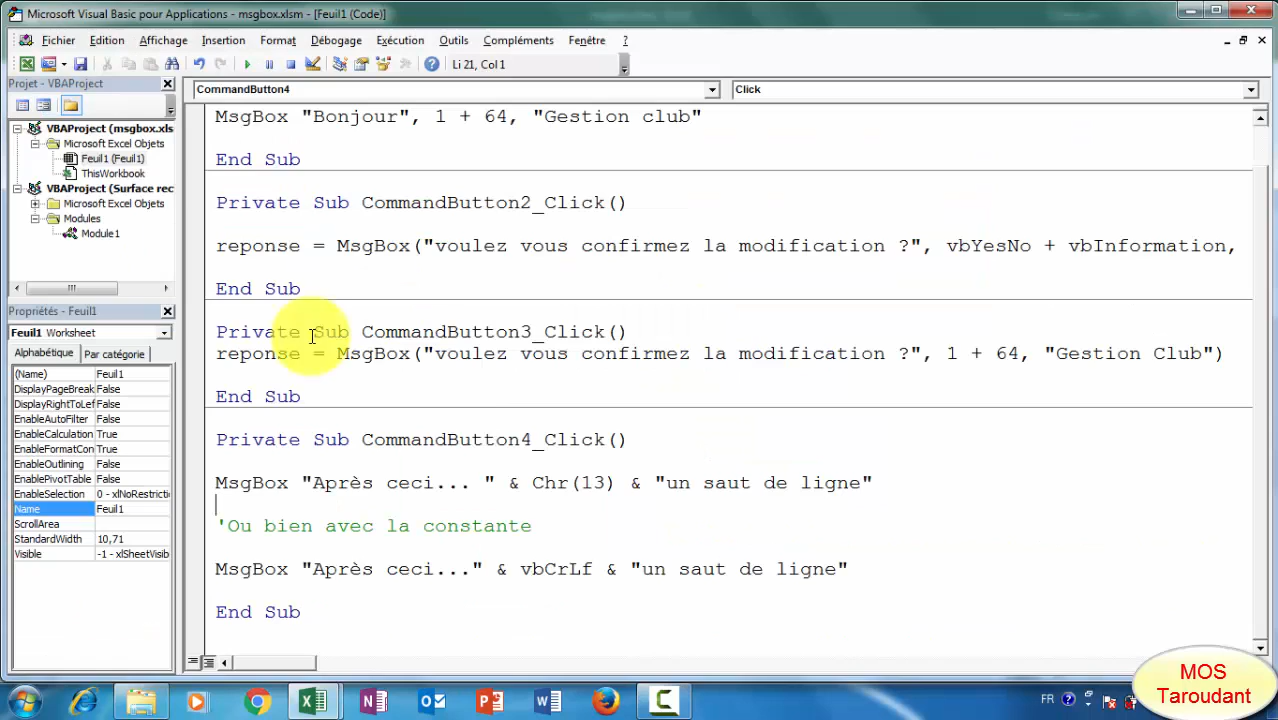 Microsoft Visual Basic pour Applications - msgbox.xlsm - [Feuil1 (Code)]
Fichier Edition Affichage Insertion Format Débogage Exécution Outils Compléments Fenêtre ?
Li 21, Col 1
Projet - VBAProject
CommandButton4
Click
VBAProject (msgbox.xls
Microsoft Excel Objets
Feuil1 (Feuil1)
ThisWorkbook
VBAProject (Surface rec
Microsoft Excel Objets
Modules
Module1
Propriétés - Feuil1
Feuil1 Worksheet
Alphabétique Par catégorie
(Name) Feuil1
DisplayPageBreak False
DisplayRightToLef False
EnableAutoFilter False
EnableCalculation True
EnableFormatCon True
EnableOutlining False
EnablePivotTable False
EnableSelection 0 - xlNoRestricti
Name Feuil1
ScrollArea
StandardWidth 10,71
Visible -1 - xlSheetVisib
MsgBox "Bonjour", 1 + 64, "Gestion club"
End Sub
Private Sub CommandButton2_Click()
reponse = MsgBox("voulez vous confirmez la modification ?", vbYesNo + vbInformation,
End Sub
Private Sub CommandButton3_Click()
reponse = MsgBox("voulez vous confirmez la modification ?", 1 + 64, "Gestion Club")
End Sub
Private Sub CommandButton4_Click()
MsgBox "Après ceci... " & Chr(13) & "un saut de ligne"
'Ou bien avec la constante
MsgBox "Après ceci..." & vbCrLf & "un saut de ligne"
End Sub
FR
MOS
Taroudant